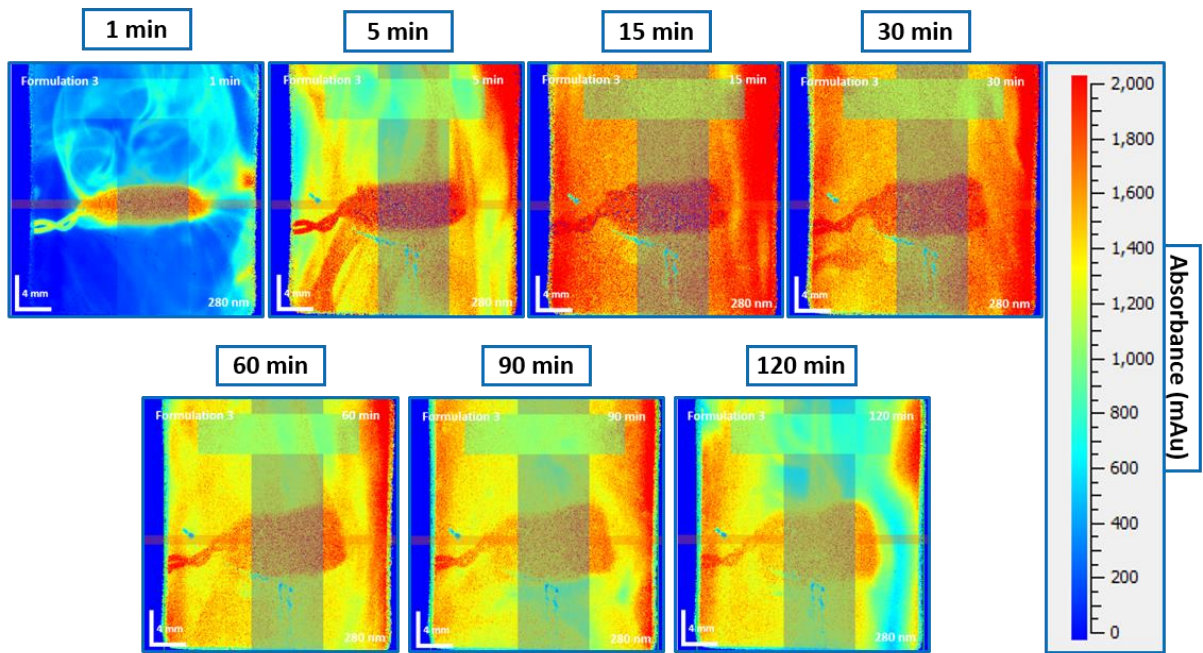 1 min
5 min
15 min
30 min
Formulation 3 1 min
Formulation 3 5 min
Formulation 3 15 min
Formulation 3 30 min
4 mm 280 nm
4 mm 280 nm
4 mm 280 nm
4 mm 280 nm
2,000
1,800
1,600
1,400
1,200
1,000
800
600
400
200
0
Absorbance (mAu)
60 min
90 min
120 min
Formulation 3 60 min
Formulation 3 90 min
Formulation 3 120 min
4 mm 280 nm
4 mm 280 nm
4 mm 280 nm